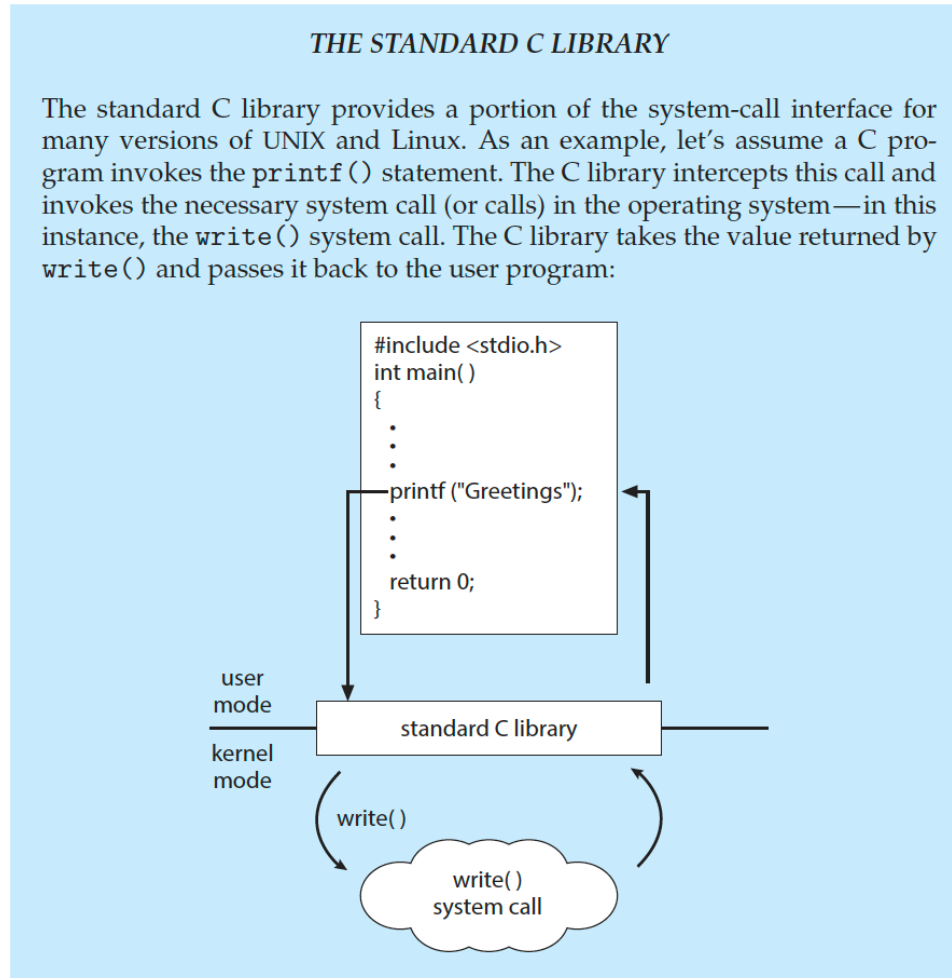 THE STANDARD C LIBRARY
The standard C library provides a portion of the system-call interface for
many versions of UNIX and Linux. As an example, let's assume a C pro-
gram invokes the printf() statement. The C library intercepts this call and
invokes the necessary system call (or calls) in the operating system—in this
instance, the write() system call. The C library takes the value returned by
write() and passes it back to the user program:
#include <stdio.h>
int main( )
{
•
•
•
printf ("Greetings");
•
•
•
return 0;
}
user
mode
standard C library
kernel
mode
write( )
write( )
system call